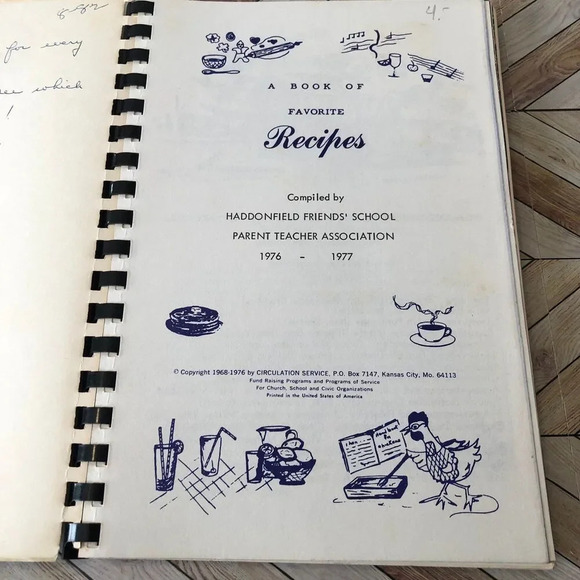 8-82
for every
which
!
4.-
A BOOK OF
FAVORITE
Recipes
Compiled by
HADDONFIELD FRIENDS' SCHOOL
PARENT TEACHER ASSOCIATION
1976 - 1977
© Copyright 1968-1976 by CIRCULATION SERVICE, P.O. Box 7147, Kansas City, Mo. 64113
Fund Raising Programs and Programs of Service
For Church, School and Civic Organizations
Printed in the United States of America